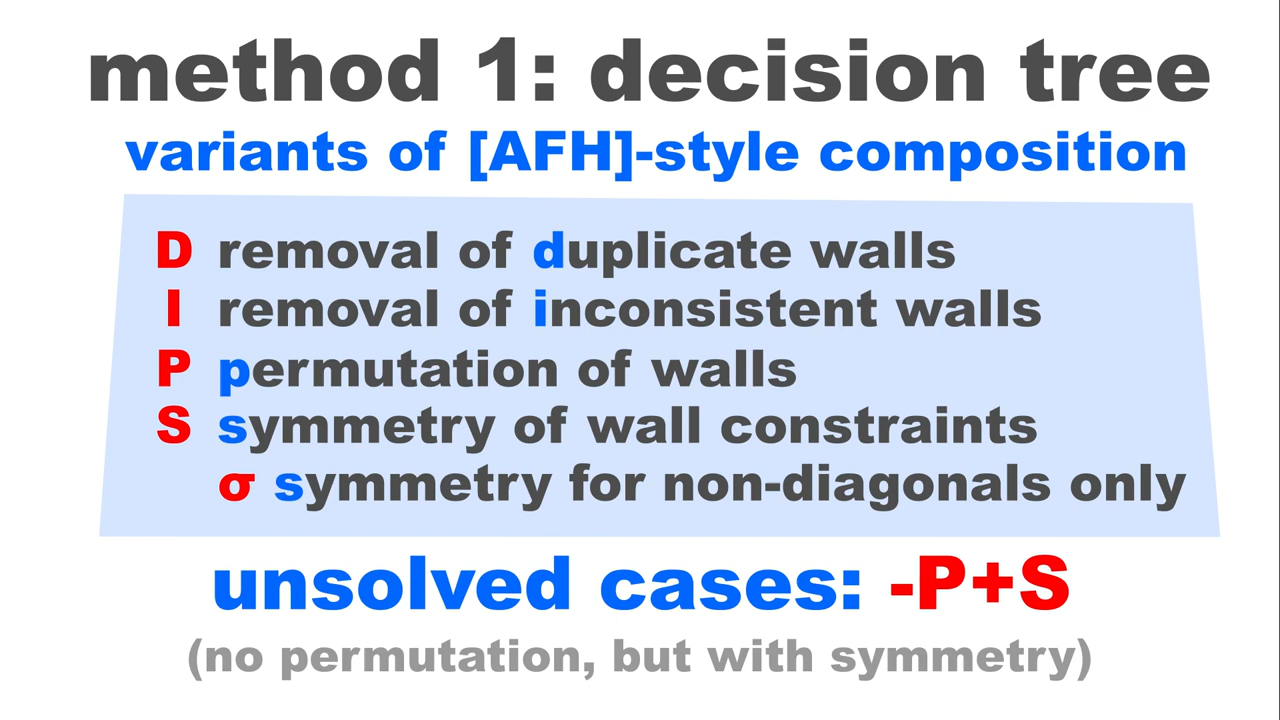 method 1: decision tree
variants of [AFH]-style composition
D removal of duplicate walls
I removal of inconsistent walls
P permutation of walls
S symmetry of wall constraints
σ symmetry for non-diagonals only
unsolved cases: -P+S
(no permutation, but with symmetry)